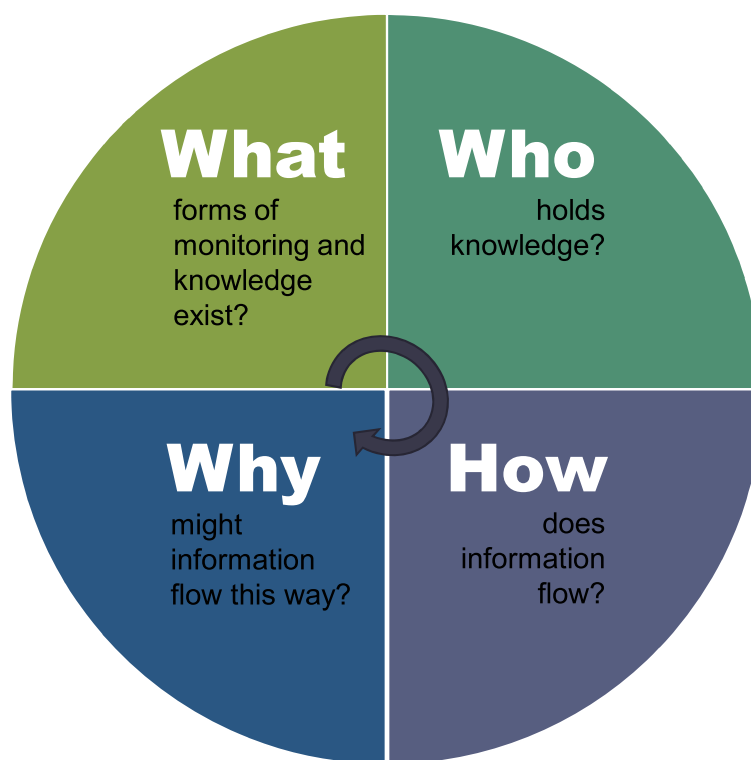 What
forms of
monitoring and
knowledge
exist?
Who
holds
knowledge?
Why
might
information
flow this way?
How
does
information
flow?